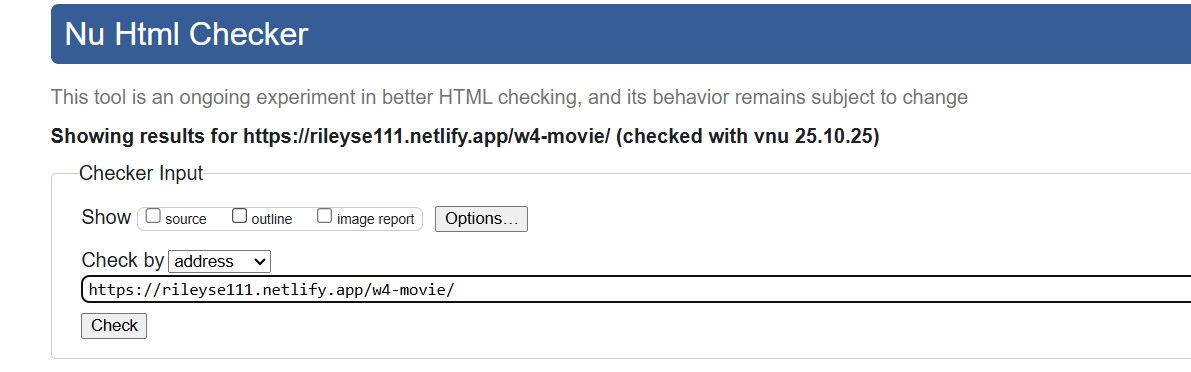 Nu Html Checker
This tool is an ongoing experiment in better HTML checking, and its behavior remains subject to change
Showing results for https://rileyse111.netlify.app/w4-movie/ (checked with vnu 25.10.25)
Checker Input
Show source outline image report Options…
Check by address
https://rileyse111.netlify.app/w4-movie/
Check